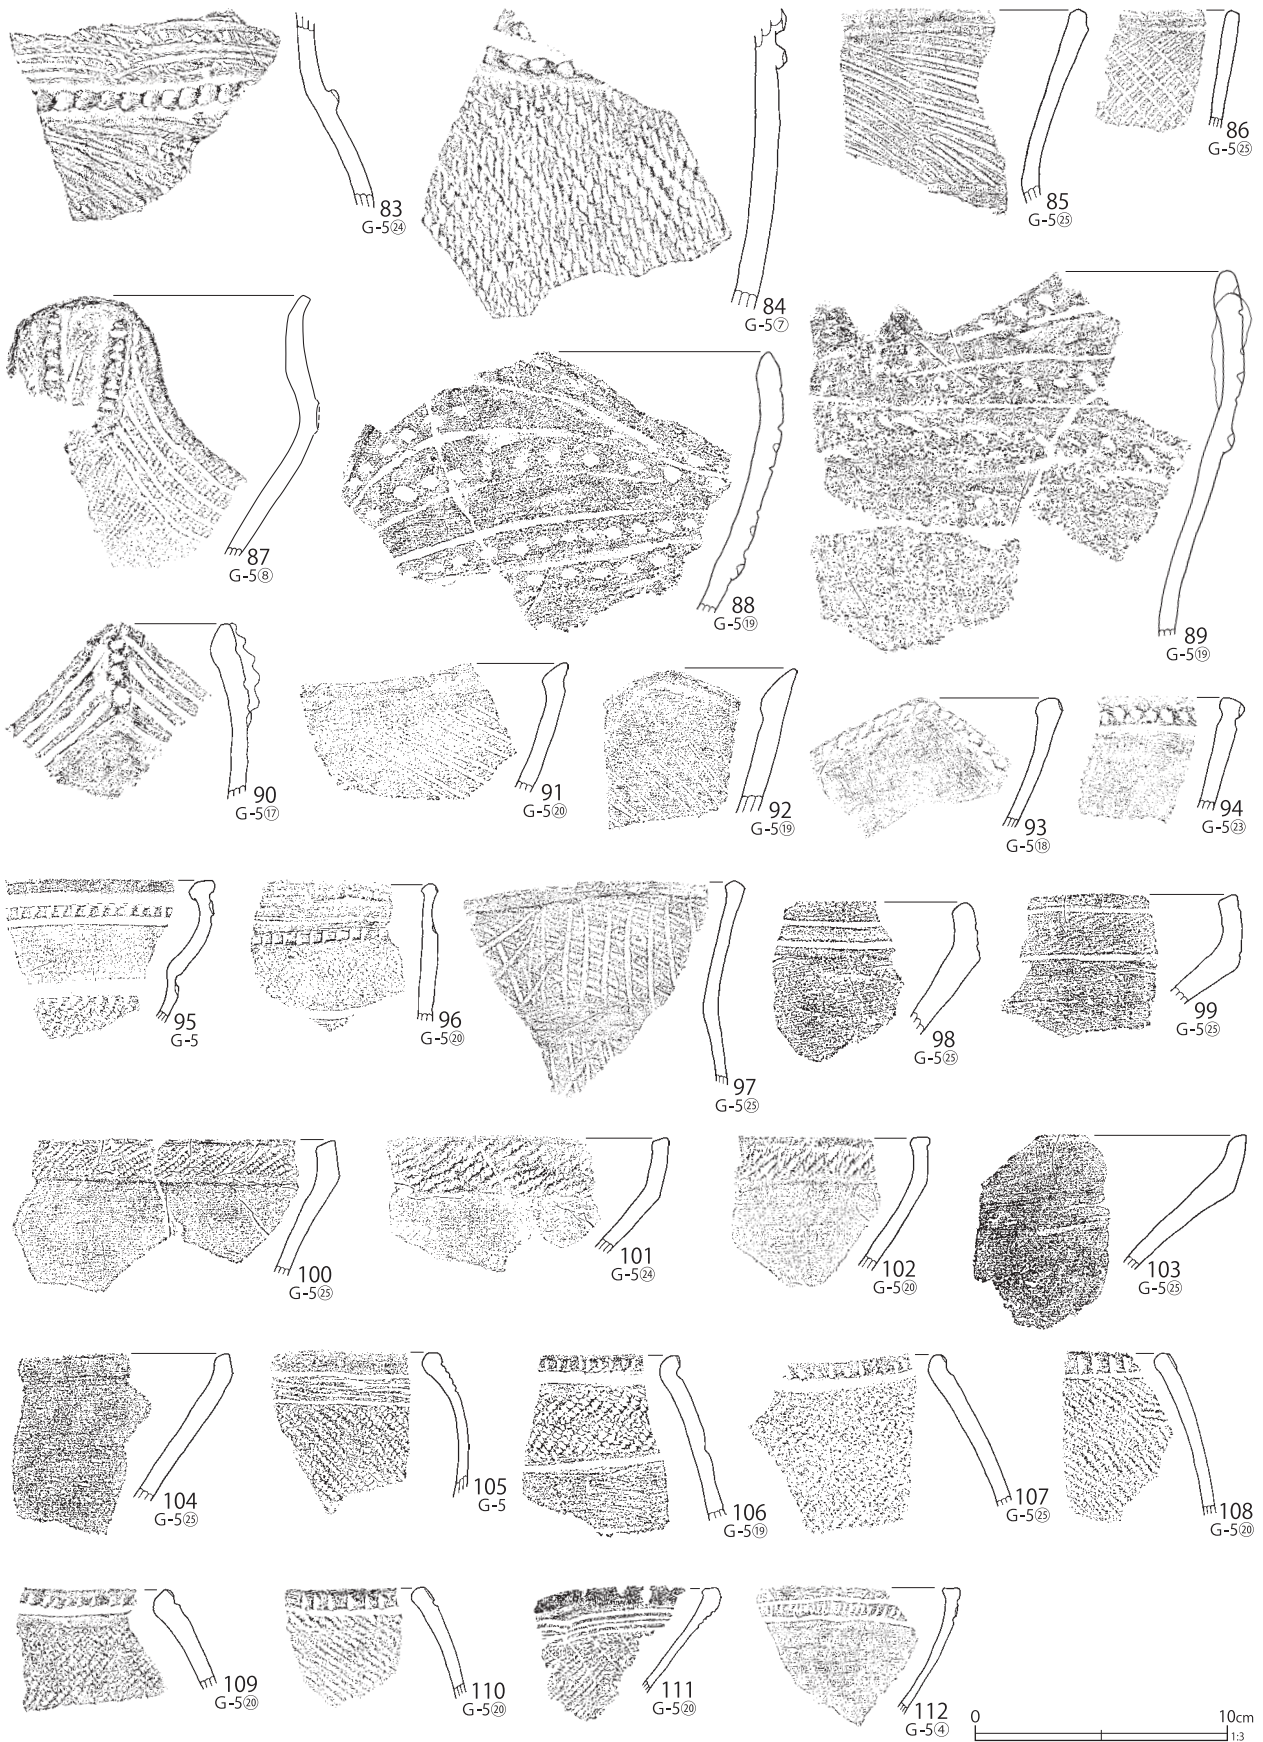 83
G-5㉔
84
G-5⑦
85
G-5㉕
86
G-5㉕
87
G-5⑧
88
G-5⑲
89
G-5⑲
90
G-5⑰
91
G-5⑳
92
G-5⑲
93
G-5⑱
94
G-5㉓
95
G-5
96
G-5⑳
97
G-5㉕
98
G-5㉕
99
G-5㉕
100
G-5㉕
101
G-5㉔
102
G-5⑳
103
G-5㉕
104
G-5㉕
105
G-5
106
G-5⑲
107
G-5㉕
108
G-5⑳
109
G-5⑳
110
G-5⑳
111
G-5⑳
112
G-5④
0 10cm
1:3